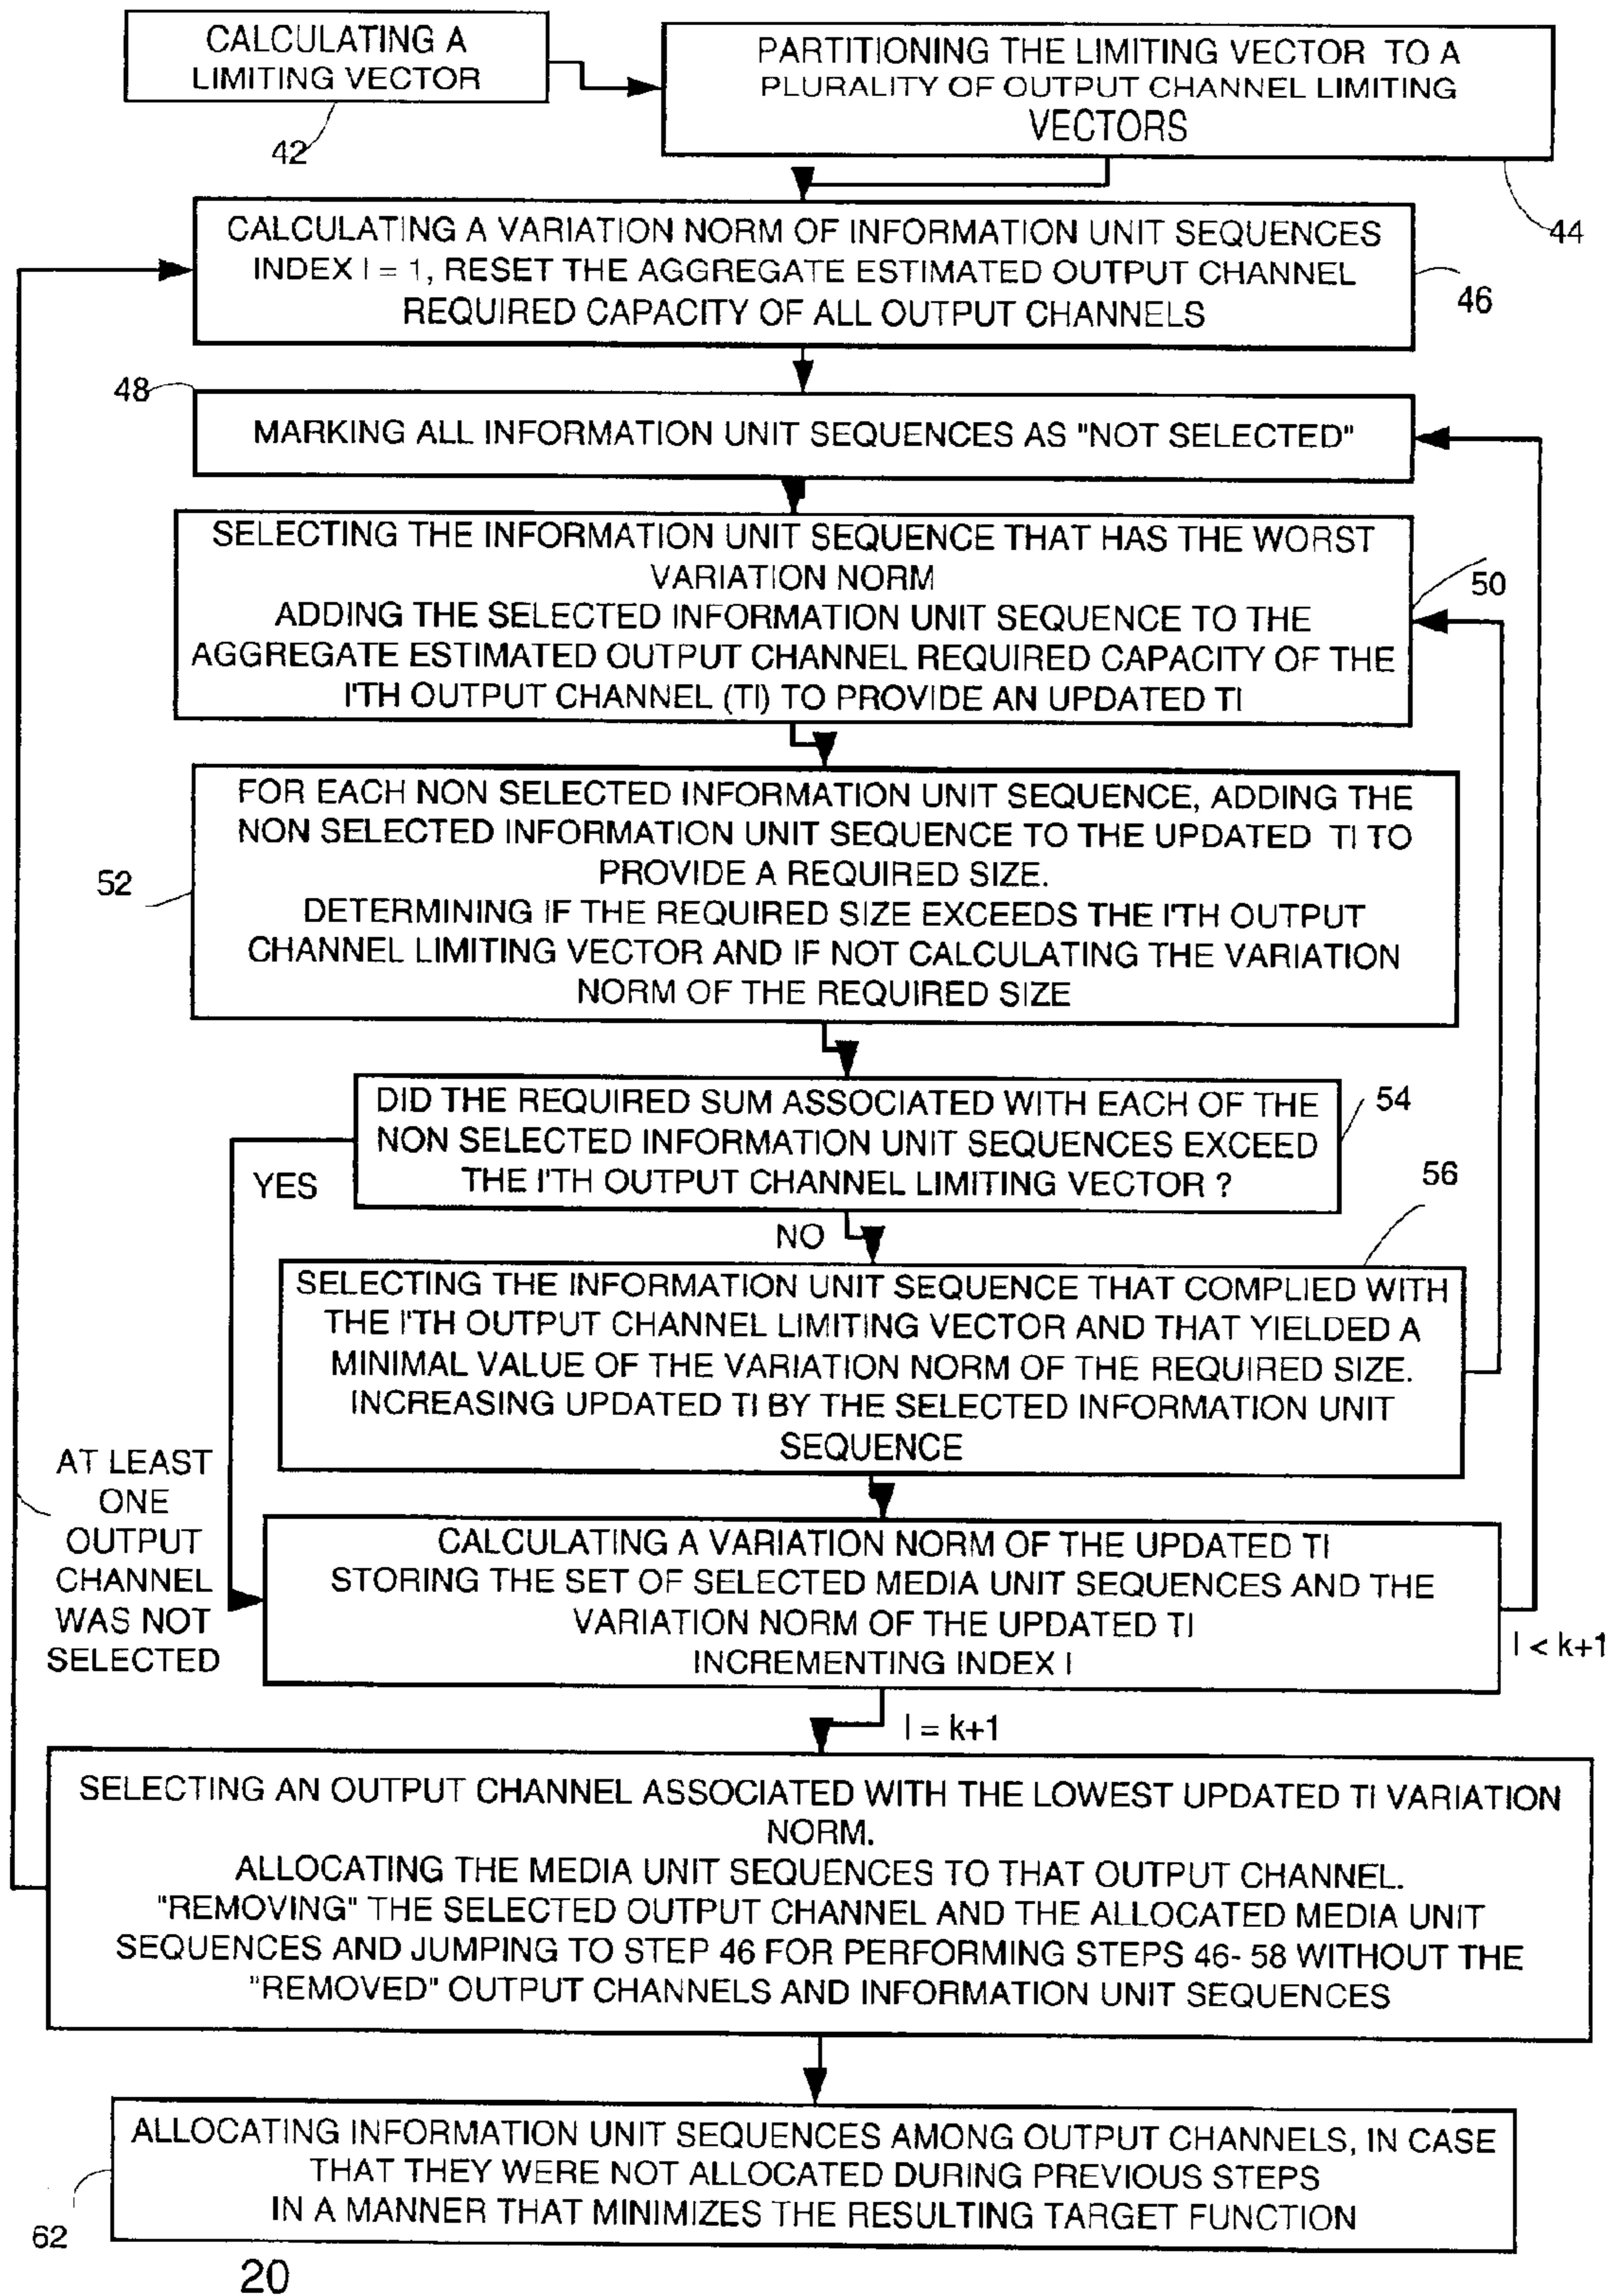 CALCULATING A
LIMITING VECTOR
42
PARTITIONING THE LIMITING VECTOR TO A
PLURALITY OF OUTPUT CHANNEL LIMITING
VECTORS
44
CALCULATING A VARIATION NORM OF INFORMATION UNIT SEQUENCES
INDEX I = 1, RESET THE AGGREGATE ESTIMATED OUTPUT CHANNEL
REQUIRED CAPACITY OF ALL OUTPUT CHANNELS
46
48
MARKING ALL INFORMATION UNIT SEQUENCES AS "NOT SELECTED"
SELECTING THE INFORMATION UNIT SEQUENCE THAT HAS THE WORST
VARIATION NORM
ADDING THE SELECTED INFORMATION UNIT SEQUENCE TO THE
AGGREGATE ESTIMATED OUTPUT CHANNEL REQUIRED CAPACITY OF THE
I'TH OUTPUT CHANNEL (TI) TO PROVIDE AN UPDATED TI
50
FOR EACH NON SELECTED INFORMATION UNIT SEQUENCE, ADDING THE
NON SELECTED INFORMATION UNIT SEQUENCE TO THE UPDATED TI TO
PROVIDE A REQUIRED SIZE.
DETERMINING IF THE REQUIRED SIZE EXCEEDS THE I'TH OUTPUT
CHANNEL LIMITING VECTOR AND IF NOT CALCULATING THE VARIATION
NORM OF THE REQUIRED SIZE
52
DID THE REQUIRED SUM ASSOCIATED WITH EACH OF THE
NON SELECTED INFORMATION UNIT SEQUENCES EXCEED
THE I'TH OUTPUT CHANNEL LIMITING VECTOR ?
54
YES
NO
56
SELECTING THE INFORMATION UNIT SEQUENCE THAT COMPLIED WITH
THE I'TH OUTPUT CHANNEL LIMITING VECTOR AND THAT YIELDED A
MINIMAL VALUE OF THE VARIATION NORM OF THE REQUIRED SIZE.
INCREASING UPDATED TI BY THE SELECTED INFORMATION UNIT
SEQUENCE
AT LEAST
ONE
OUTPUT
CHANNEL
WAS NOT
SELECTED
CALCULATING A VARIATION NORM OF THE UPDATED TI
STORING THE SET OF SELECTED MEDIA UNIT SEQUENCES AND THE
VARIATION NORM OF THE UPDATED TI
INCREMENTING INDEX I
I < k+1
I = k+1
SELECTING AN OUTPUT CHANNEL ASSOCIATED WITH THE LOWEST UPDATED TI VARIATION
NORM.
ALLOCATING THE MEDIA UNIT SEQUENCES TO THAT OUTPUT CHANNEL.
"REMOVING" THE SELECTED OUTPUT CHANNEL AND THE ALLOCATED MEDIA UNIT
SEQUENCES AND JUMPING TO STEP 46 FOR PERFORMING STEPS 46- 58 WITHOUT THE
"REMOVED" OUTPUT CHANNELS AND INFORMATION UNIT SEQUENCES
ALLOCATING INFORMATION UNIT SEQUENCES AMONG OUTPUT CHANNELS, IN CASE
THAT THEY WERE NOT ALLOCATED DURING PREVIOUS STEPS
IN A MANNER THAT MINIMIZES THE RESULTING TARGET FUNCTION
62
20